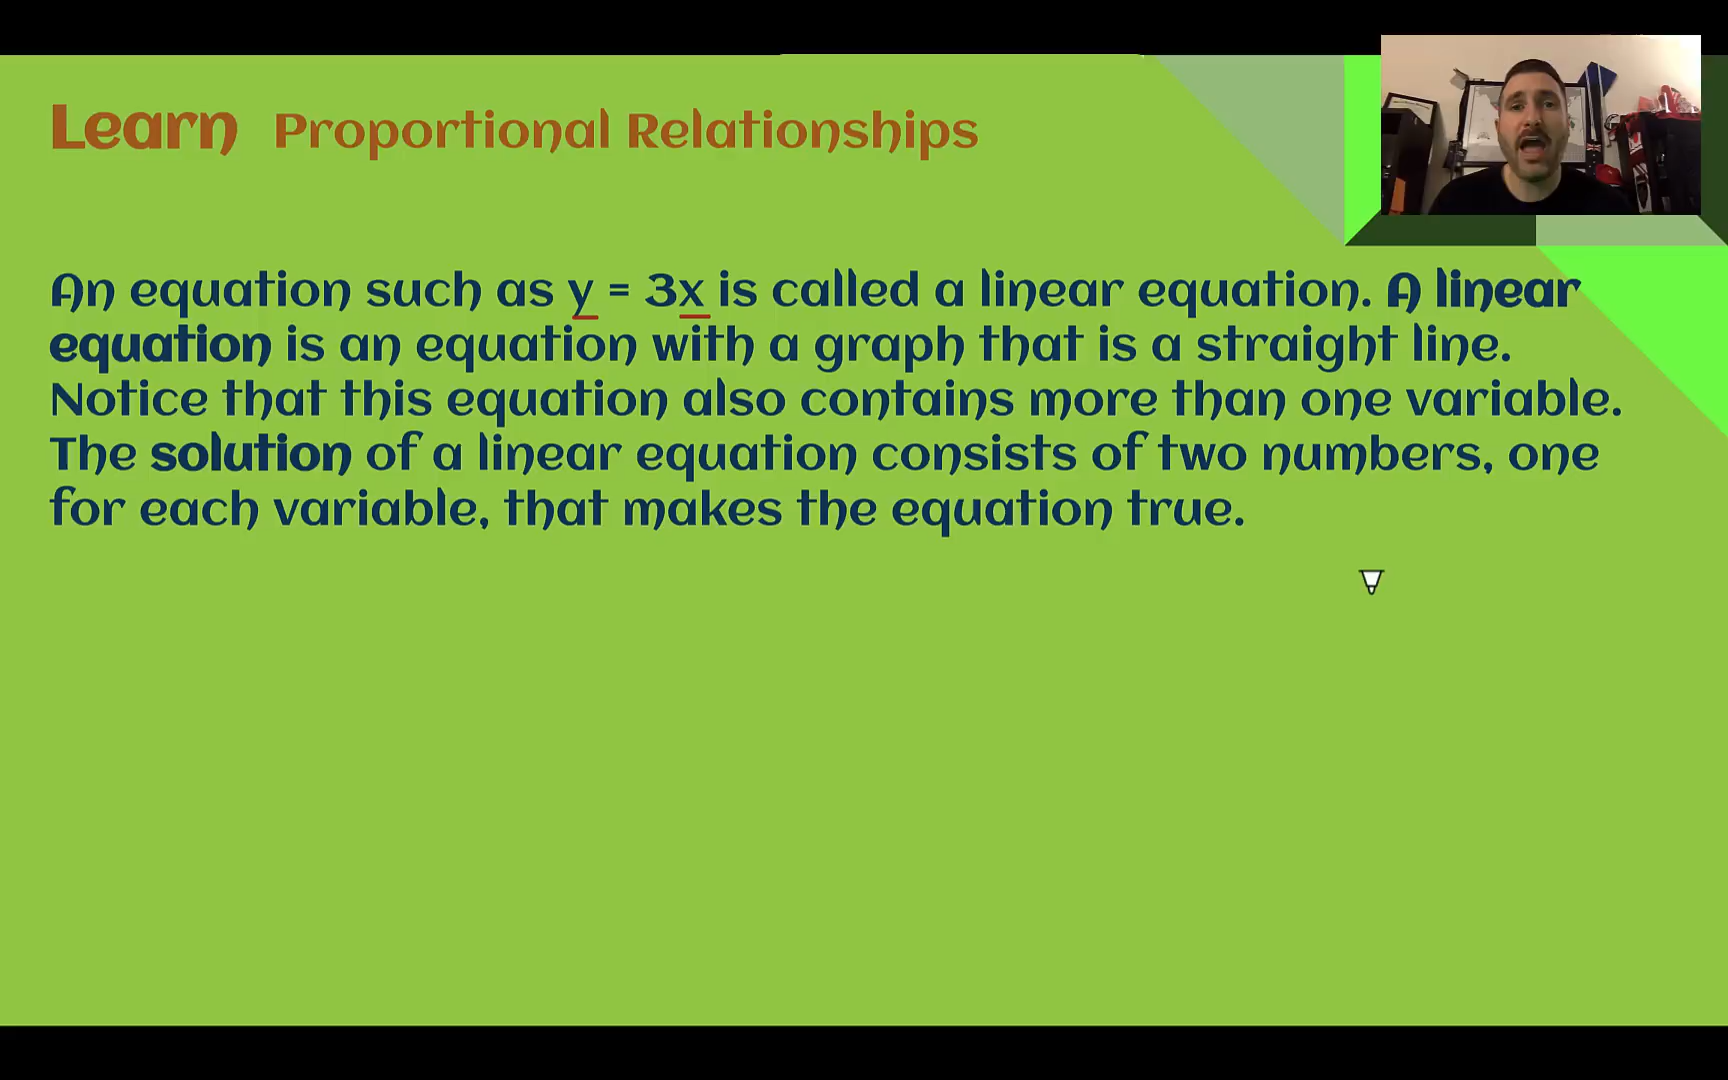 Learn Proportional Relationships
An equation such as y = 3x is called a linear equation. A linear
equation is an equation with a graph that is a straight line.
Notice that this equation also contains more than one variable.
The solution of a linear equation consists of two numbers, one
for each variable, that makes the equation true.